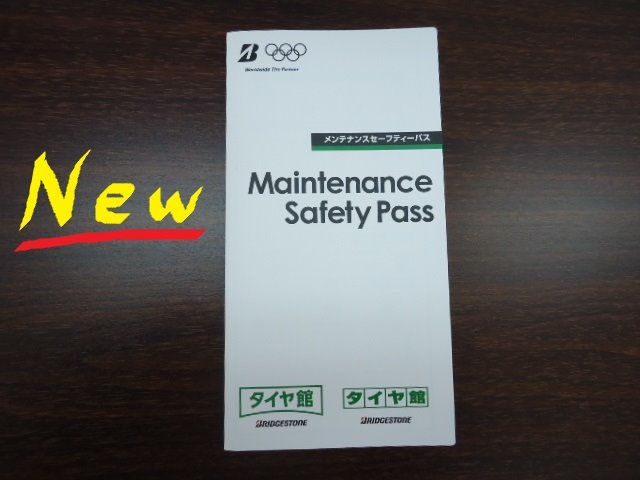 Worldwide Tire Partner
メンテナンスセーフティーパス
New
Maintenance
Safety Pass
タイヤ館
タイヤ館
BRIDGESTONE
BRIDGESTONE